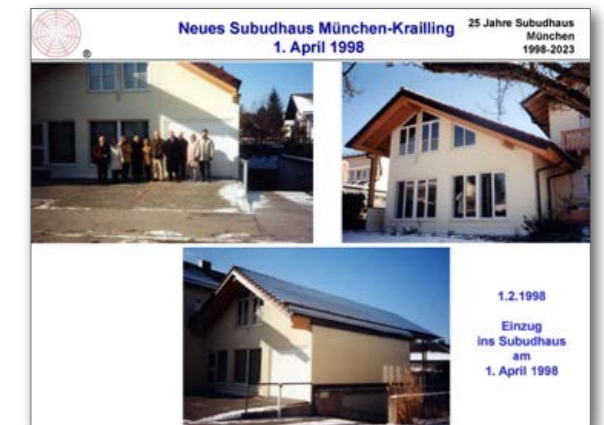 Neues Subudhaus München-Krailling
1. April 1998
25 Jahre Subudhaus
München
1998-2023
®
1.2.1998
Einzug
ins Subudhaus
am
1. April 1998